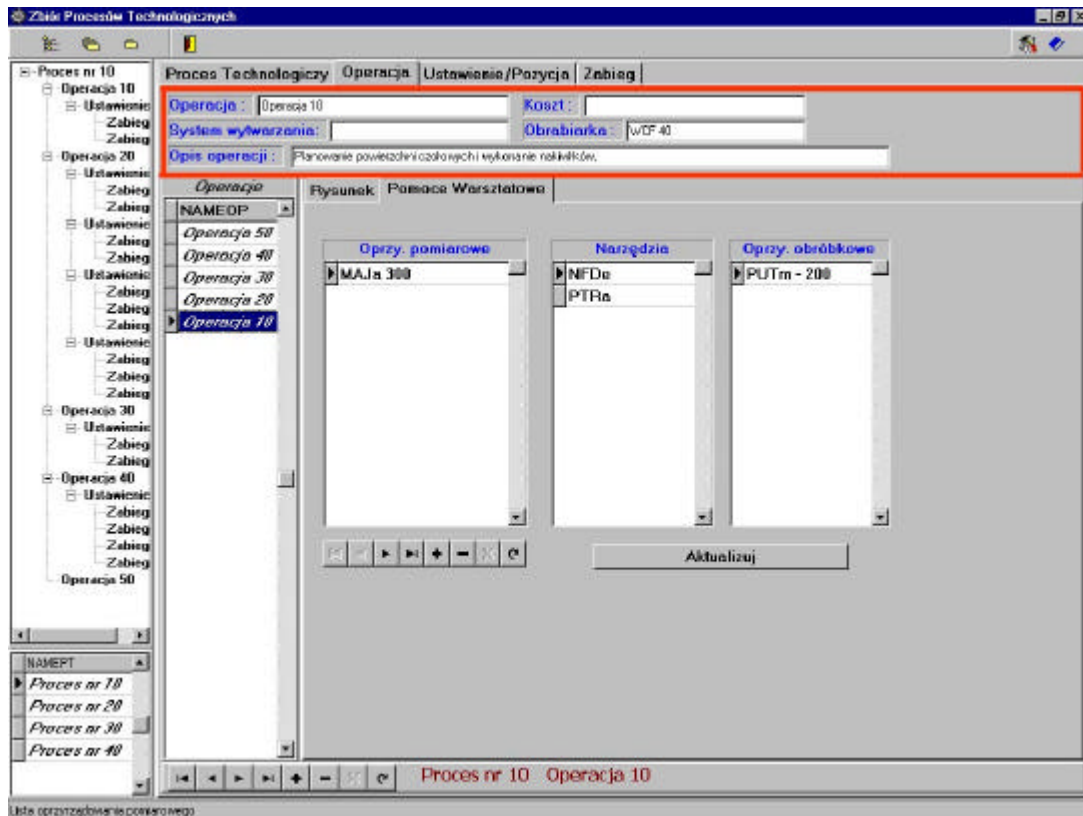 Zbiór Procesów Technologicznych
Proces nr 10
Operacja 10
Ustawienie
Zabieg
Zabieg
Operacja 20
Ustawienie
Zabieg
Zabieg
Ustawienie
Zabieg
Zabieg
Ustawienie
Zabieg
Zabieg
Zabieg
Ustawienie
Zabieg
Zabieg
Zabieg
Operacja 30
Ustawienie
Zabieg
Zabieg
Operacja 40
Ustawienie
Zabieg
Zabieg
Zabieg
Zabieg
Operacja 50
NAMEPT
Proces nr 10
Proces nr 20
Proces nr 30
Proces nr 40
Proces Technologiczy Operacja Ustawienie/Pozycja Zabieg
Operacja : Operacja 10 Koszt :
System wytwarzania: Obrabiarka : WCF 40
Opis operacji : Planowanie powierzchni czołowych i wykonanie nakiełków.
Operacje
NAMEOP
Operacja 50
Operacja 40
Operacja 30
Operacja 20
Operacja 10
Rysunek Pomoce Warsztatowe
Oprzy. pomiarowe Narzędzia Oprzy. obróbkowe
MAJa 300 NFDe PUTm - 200
PTRa
Aktualizuj
Proces nr 10 Operacja 10
Lista oprzyrządowania pomiarowego